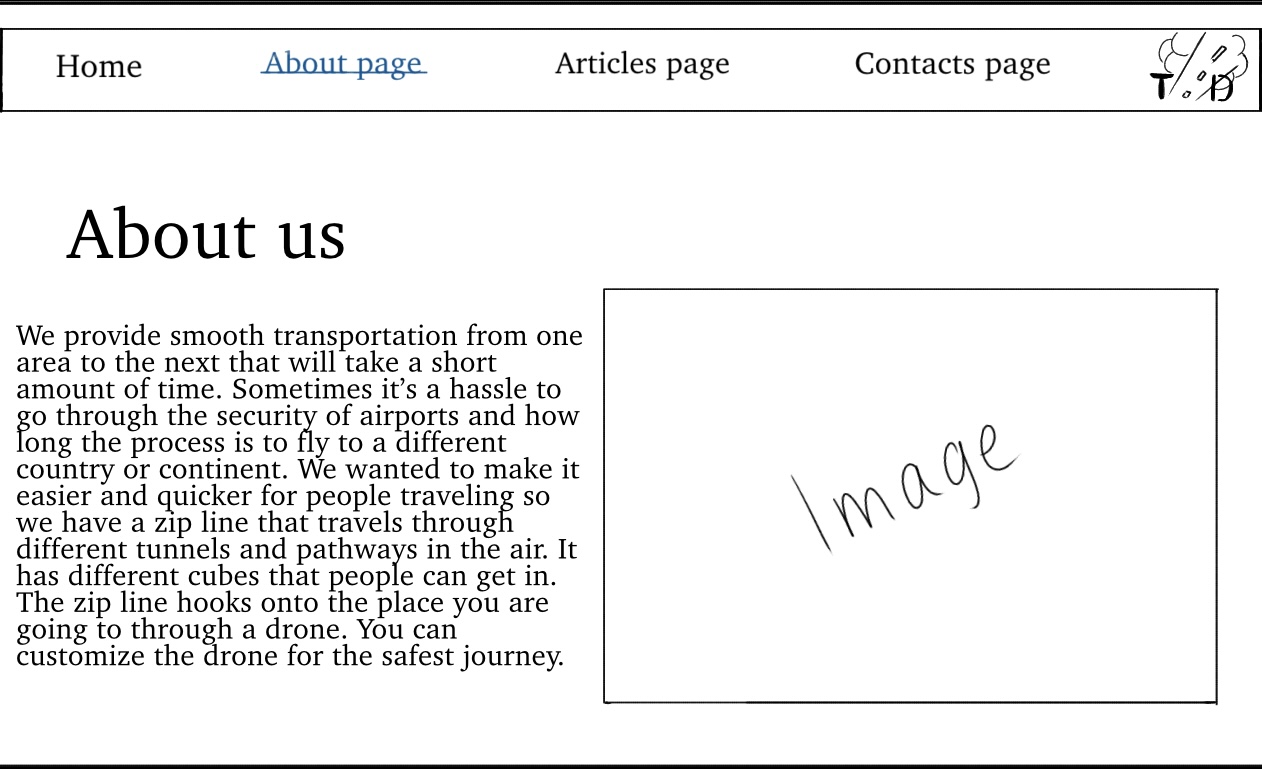 Home About page Articles page Contacts page T D
About us
We provide smooth transportation from one
area to the next that will take a short
amount of time. Sometimes it’s a hassle to
go through the security of airports and how
long the process is to fly to a different
country or continent. We wanted to make it
easier and quicker for people traveling so
we have a zip line that travels through
different tunnels and pathways in the air. It
has different cubes that people can get in.
The zip line hooks onto the place you are
going to through a drone. You can
customize the drone for the safest journey.
Image